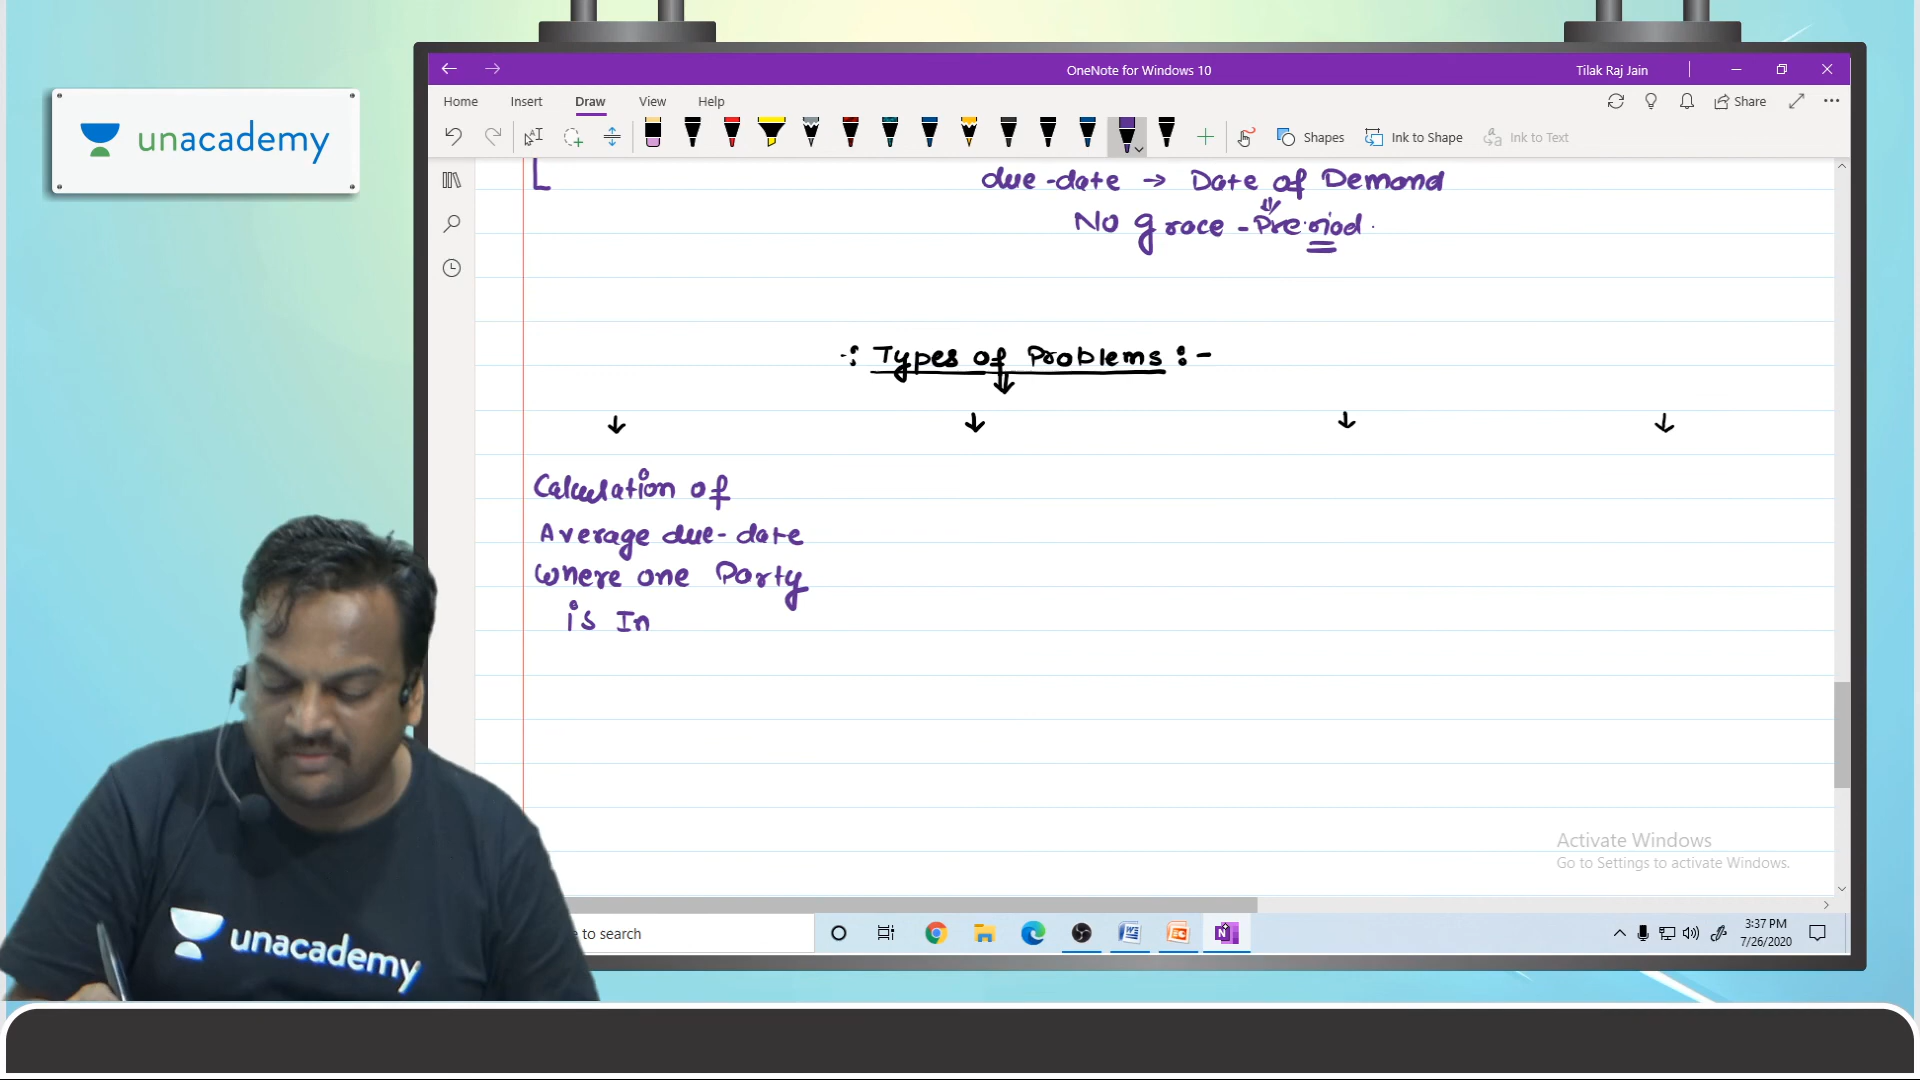 unacademy
OneNote for Windows 10
Tilak Raj Jain
Home Insert Draw View Help
Share
Shapes
Ink to Shape
Ink to Text
due-date → Date of Demand
No grace - Preriod .
-: Types of Problems :-
Calculation of
Average due-date
Where one Party
is In
Activate Windows
Go to Settings to activate Windows.
unacademy
e to search
3:37 PM
7/26/2020